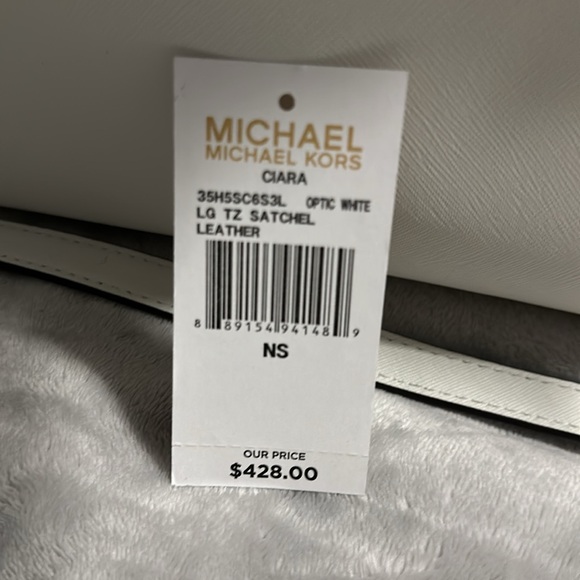 MICHAEL
MICHAEL KORS
CIARA
35H5SC6S3L OPTIC WHITE
LG TZ SATCHEL
LEATHER
8 89154 94148 9
NS
OUR PRICE
$428.00